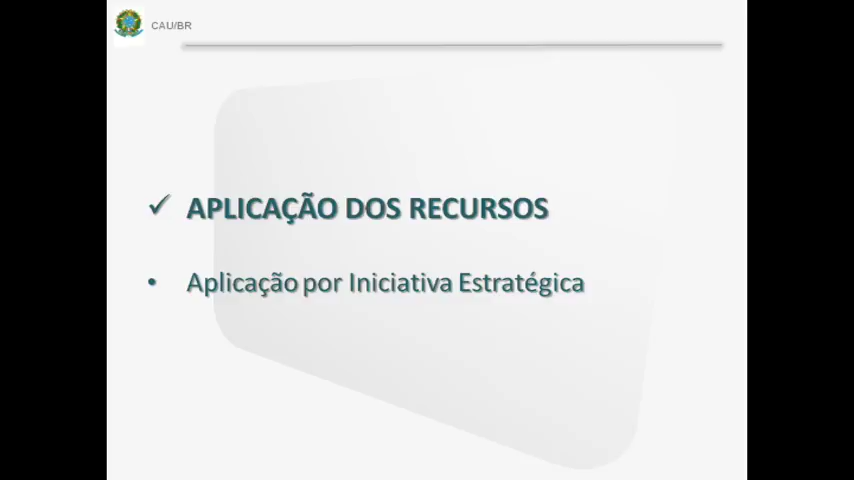 CAU/BR
✓ APLICAÇÃO DOS RECURSOS
• Aplicação por Iniciativa Estratégica